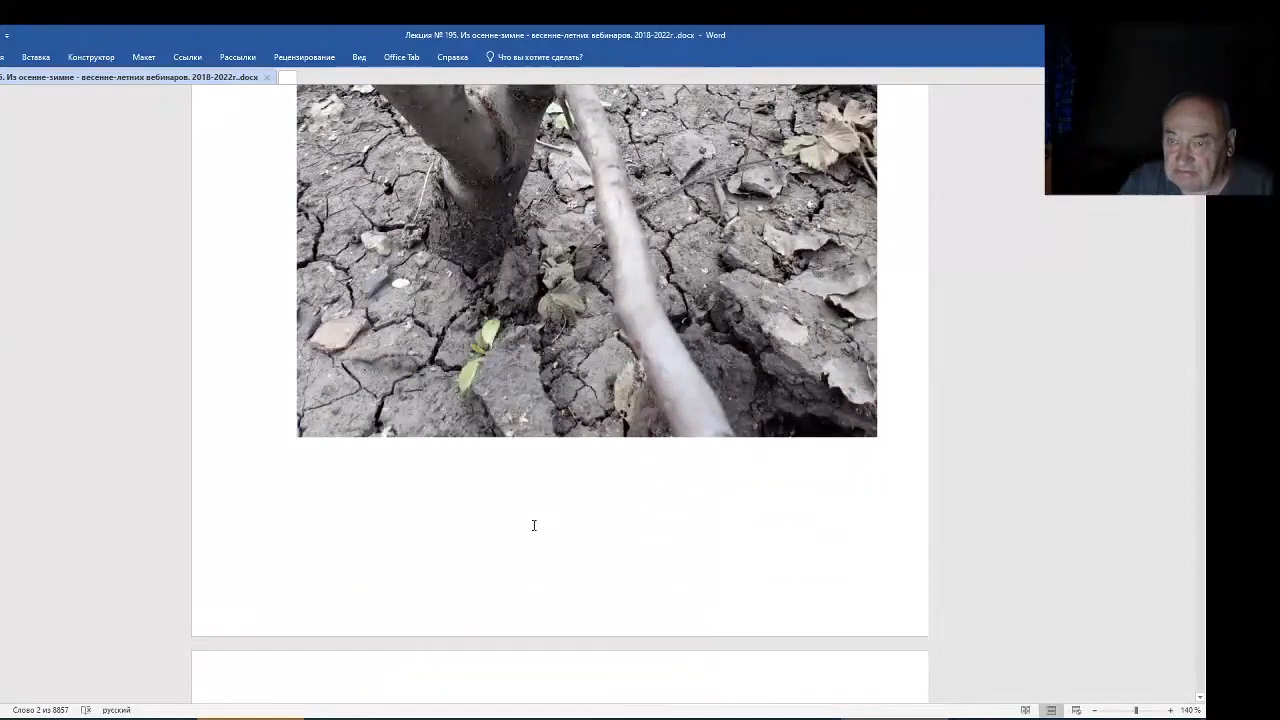 Лекция № 195. Из осенне-зимне - весенне-летних вебинаров. 2018-2022г..docx - Word
Вставка Конструктор Макет Ссылки Рассылки Рецензирование Вид Office Tab Справка Что вы хотите сделать?
5. Из осенне-зимне - весенне-летних вебинаров. 2018-2022г..docx
Слово 2 из 8857 русский 140 %